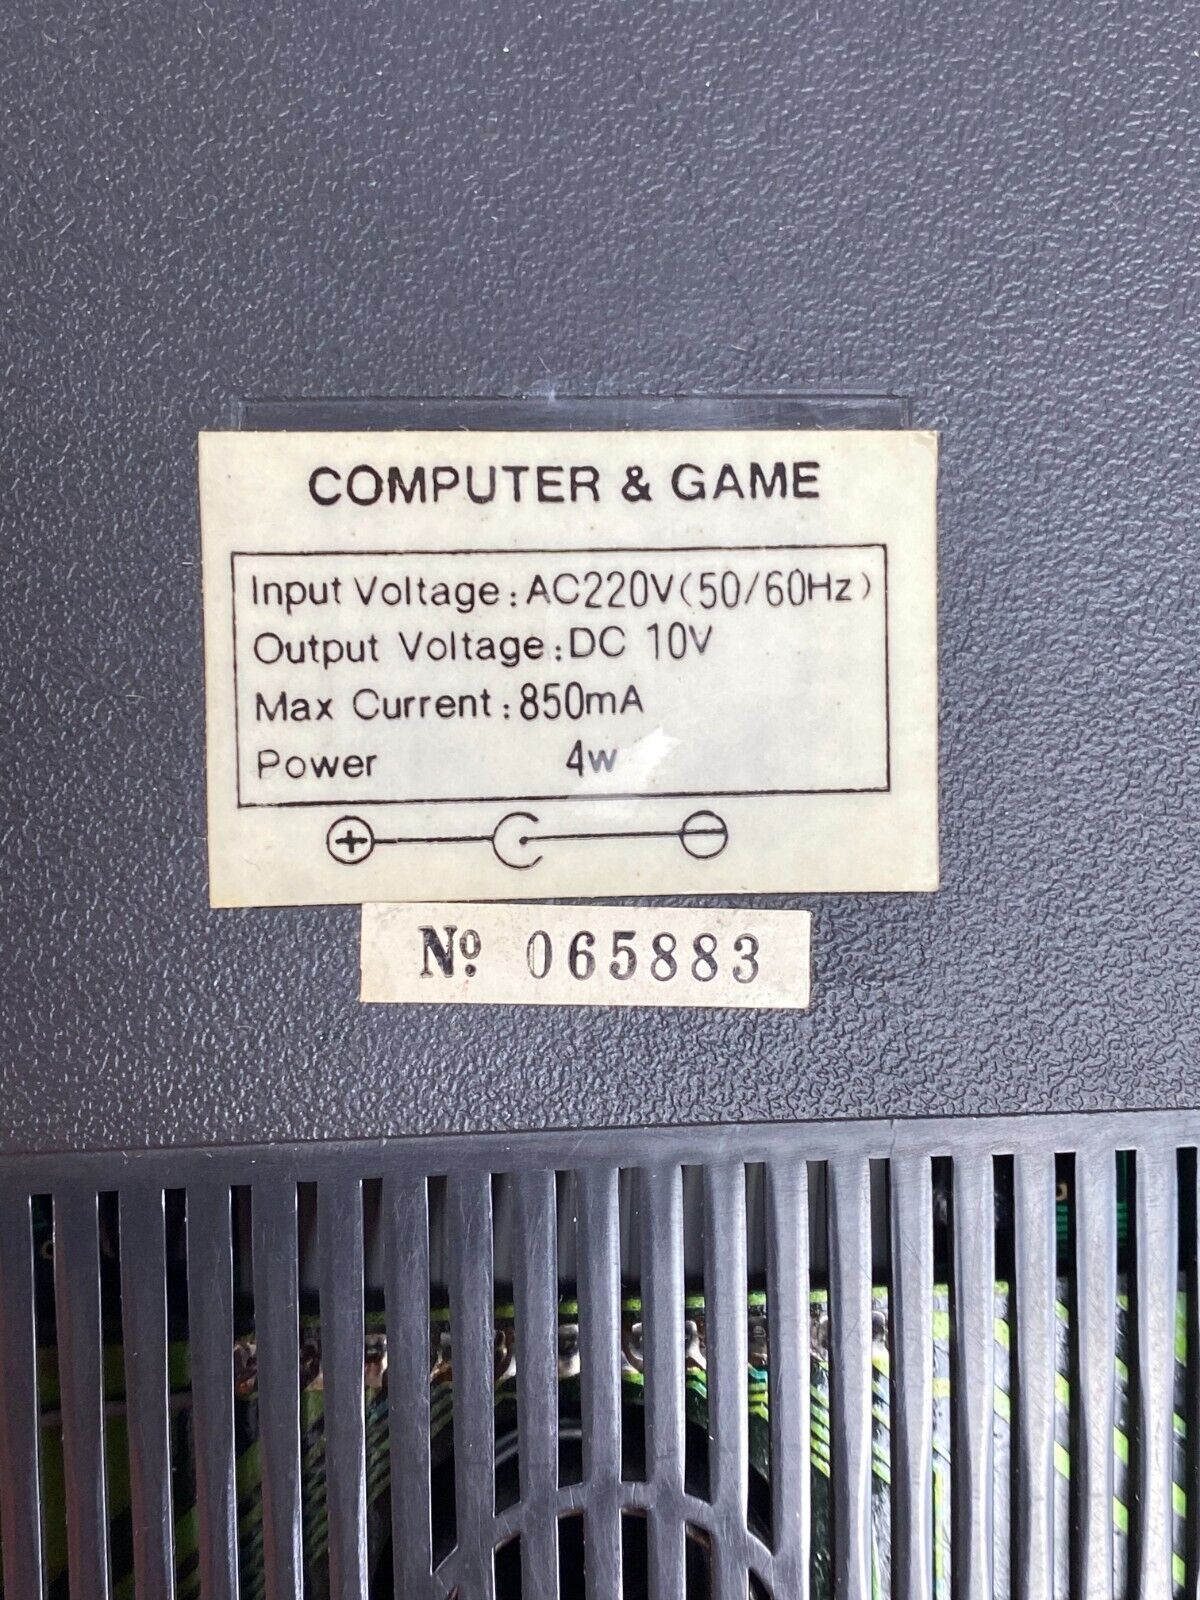 COMPUTER & GAME
Input Voltage: AC220V(50/60Hz)
Output Voltage: DC 10V
Max Current: 850mA
Power 4w
Nº. 065883